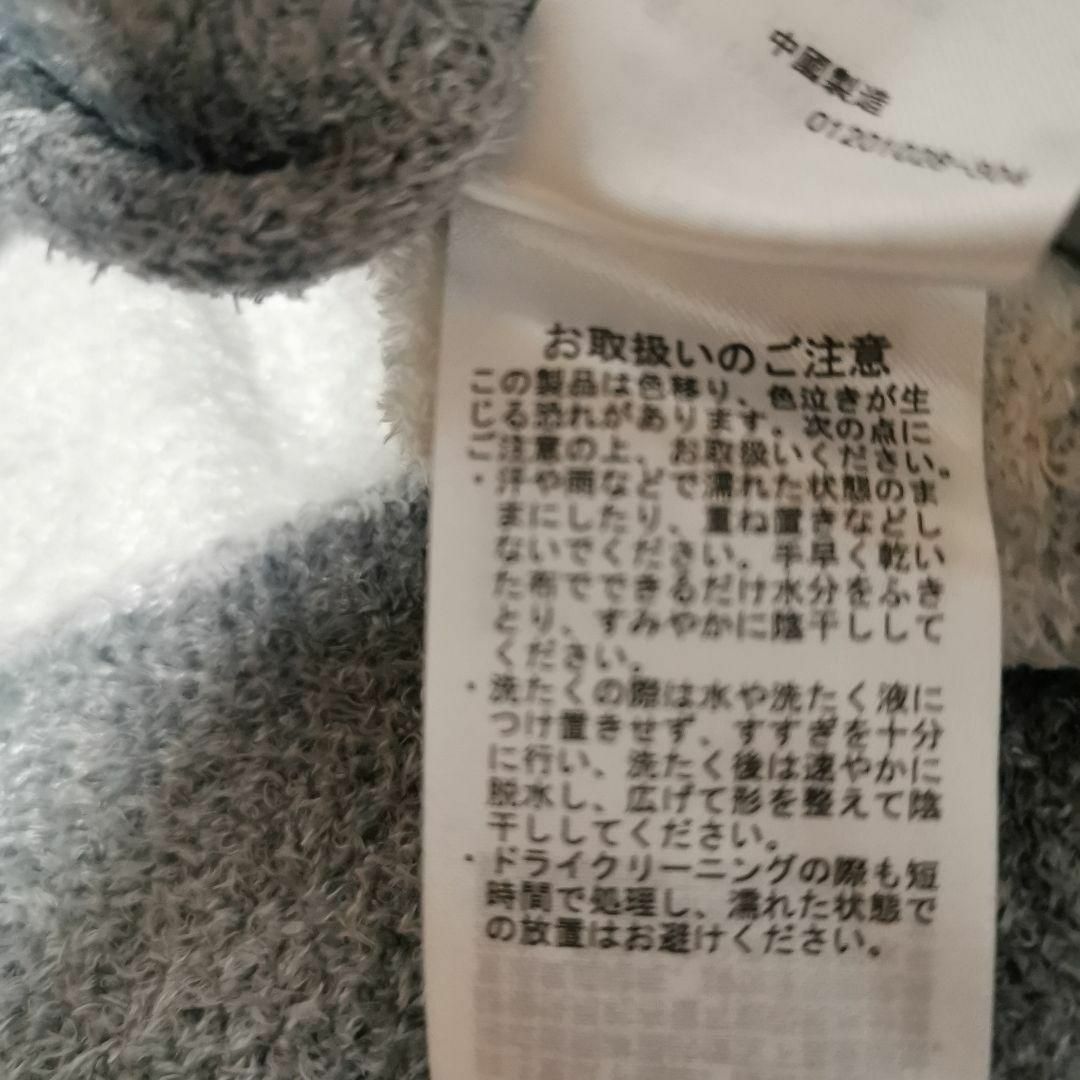 中國製造
お取扱いのご注意
この製品は色移り、色泣きが生
じる恐れがあります。次の点に
ご注意の上、お取扱いください。
・汗や雨などで濡れた状態のま
まにしたり、重ね置きなどし
ないでください。手早く乾い
た布でできるだけ水分をふき
とり、すみやかに陰干しして
ください。
・洗たくの際は水や洗たく液に
つけ置きせず、すすぎを十分
に行い、洗たく後は速やかに
脱水し、広げて形を整えて陰
干ししてください。
・ドライクリーニングの際も短
時間で処理し、濡れた状態で
の放置はお避けください。